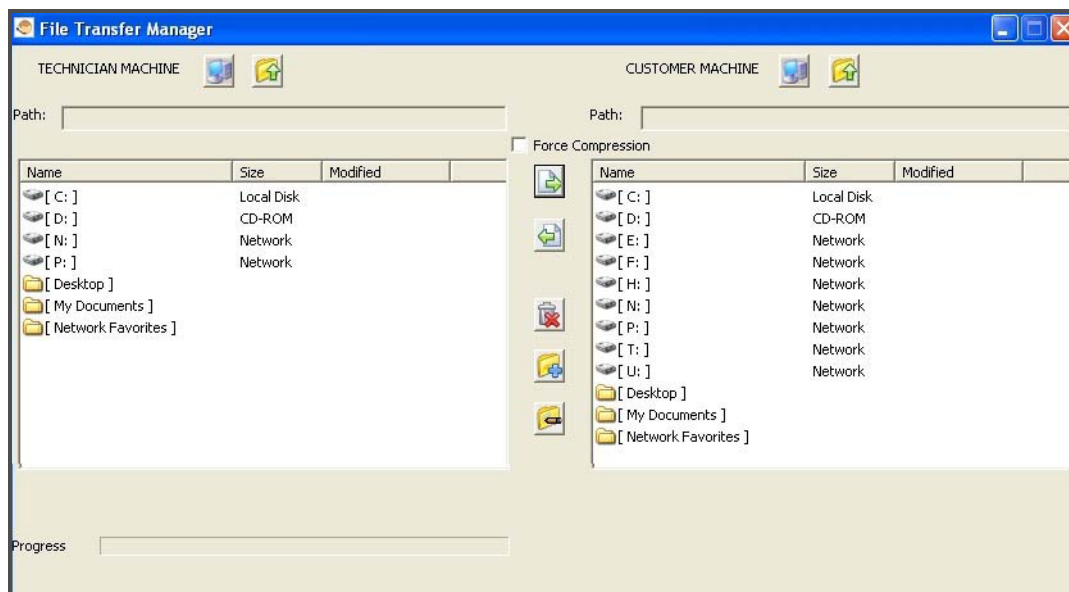 File Transfer Manager
TECHNICIAN MACHINE
CUSTOMER MACHINE
Path:
Path:
Force Compression
Name Size Modified
[ C: ] Local Disk
[ D: ] CD-ROM
[ N: ] Network
[ P: ] Network
[ Desktop ]
[ My Documents ]
[ Network Favorites ]
Name Size Modified
[ C: ] Local Disk
[ D: ] CD-ROM
[ E: ] Network
[ F: ] Network
[ H: ] Network
[ N: ] Network
[ P: ] Network
[ T: ] Network
[ U: ] Network
[ Desktop ]
[ My Documents ]
[ Network Favorites ]
Progress